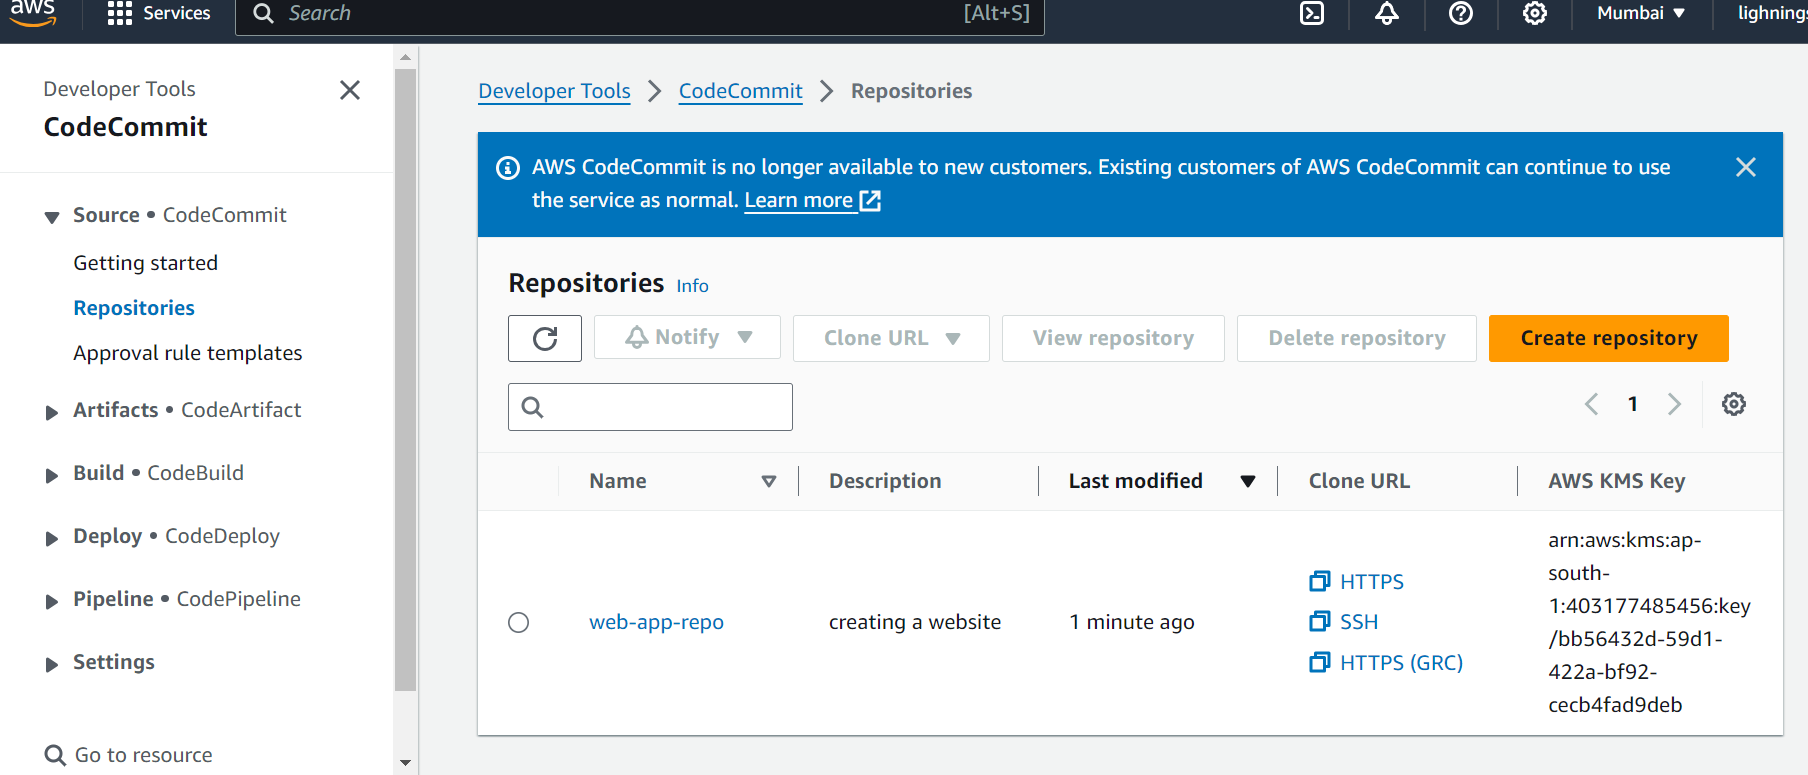 aws
Services
Search
[Alt+S]
Mumbai
lighnings
Developer Tools
CodeCommit
Source • CodeCommit
Getting started
Repositories
Approval rule templates
Artifacts • CodeArtifact
Build • CodeBuild
Deploy • CodeDeploy
Pipeline • CodePipeline
Settings
Go to resource
Developer Tools > CodeCommit > Repositories
AWS CodeCommit is no longer available to new customers. Existing customers of AWS CodeCommit can continue to use
the service as normal. Learn more
Repositories Info
Notify
Clone URL
View repository
Delete repository
Create repository
1
Name
Description
Last modified
Clone URL
AWS KMS Key
web-app-repo
creating a website
1 minute ago
HTTPS
SSH
HTTPS (GRC)
arn:aws:kms:ap-
south-
1:403177485456:key
/bb56432d-59d1-
422a-bf92-
cecb4fad9deb